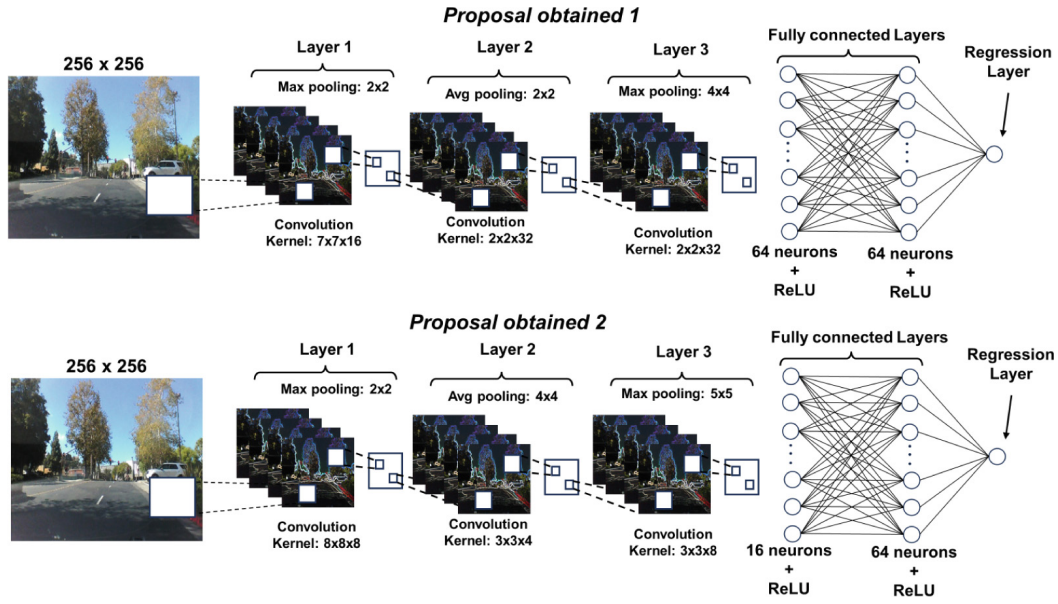 Proposal obtained 1
256 x 256
Layer 1
Max pooling: 2x2
Convolution
Kernel: 7x7x16
Layer 2
Avg pooling: 2x2
Convolution
Kernel: 2x2x32
Layer 3
Max pooling: 4x4
Convolution
Kernel: 2x2x32
Fully connected Layers
64 neurons
+
ReLU
64 neurons
+
ReLU
Regression
Layer
Proposal obtained 2
256 x 256
Layer 1
Max pooling: 2x2
Convolution
Kernel: 8x8x8
Layer 2
Avg pooling: 4x4
Convolution
Kernel: 3x3x4
Layer 3
Max pooling: 5x5
Convolution
Kernel: 3x3x8
Fully connected Layers
16 neurons
+
ReLU
64 neurons
+
ReLU
Regression
Layer